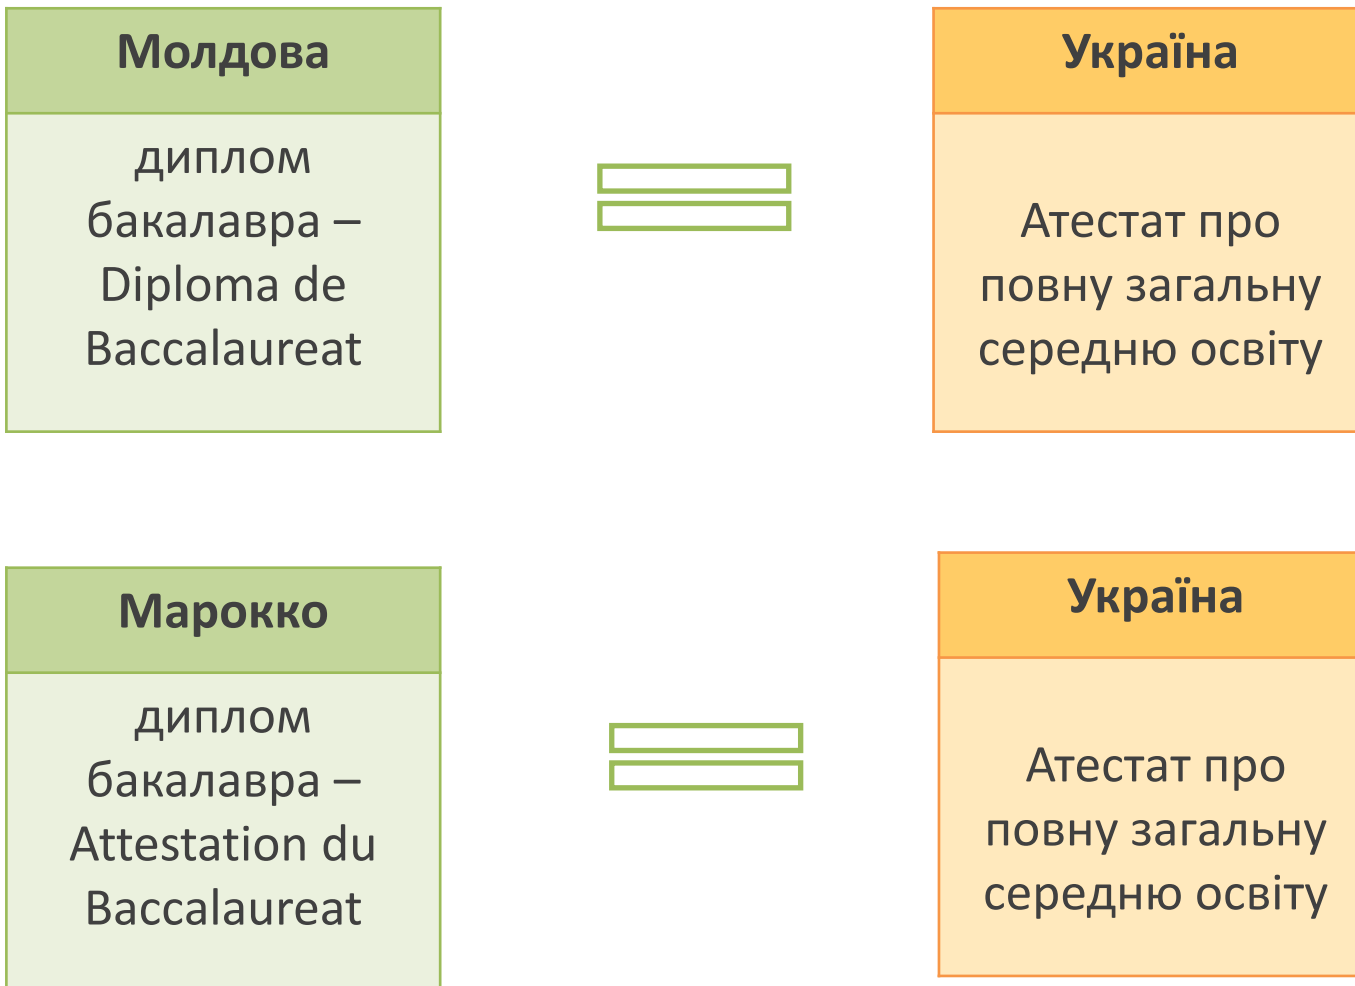 Молдова
диплом
бакалавра –
Diploma de
Baccalaureat
Україна
Атестат про
повну загальну
середню освіту
Марокко
диплом
бакалавра –
Attestation du
Baccalaureat
Україна
Атестат про
повну загальну
середню освіту